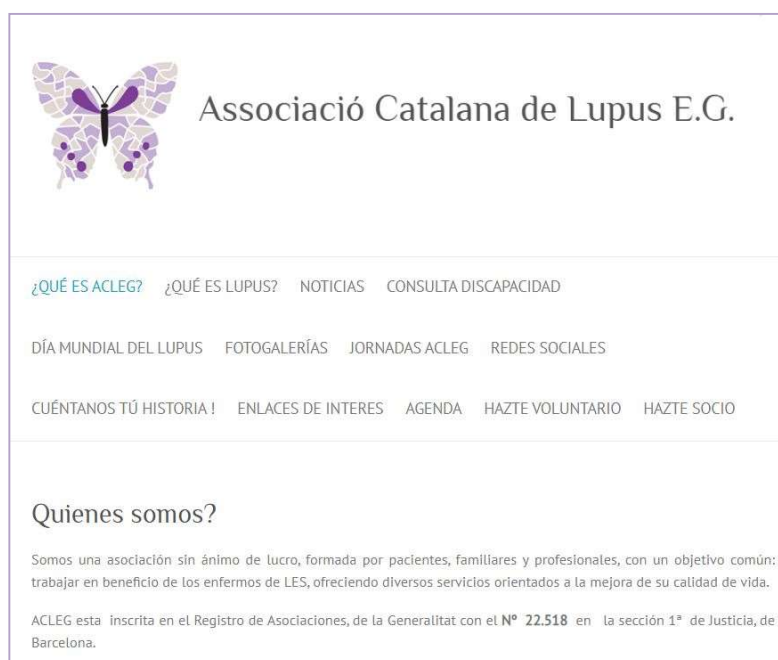 Associació Catalana de Lupus E.G.
¿QUÉ ES ACLEG? ¿QUÉ ES LUPUS? NOTICIAS CONSULTA DISCAPACIDAD
DÍA MUNDIAL DEL LUPUS FOTOGALERÍAS JORNADAS ACLEG REDES SOCIALES
CUÉNTANOS TÚ HISTORIA ! ENLACES DE INTERES AGENDA HAZTE VOLUNTARIO HAZTE SOCIO
Quienes somos?
Somos una asociación sin ánimo de lucro, formada por pacientes, familiares y profesionales, con un objetivo común:
trabajar en beneficio de los enfermos de LES, ofreciendo diversos servicios orientados a la mejora de su calidad de vida.
ACLEG esta inscrita en el Registro de Asociaciones, de la Generalitat con el Nº 22.518 en la sección 1ª de Justicia, de
Barcelona.